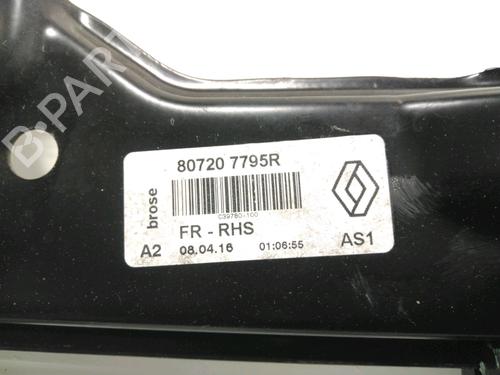 B-PARTS
brose
80720 7795R
C39780-100
FR - RHS
A2
08.04.16
01:06:55
AS1